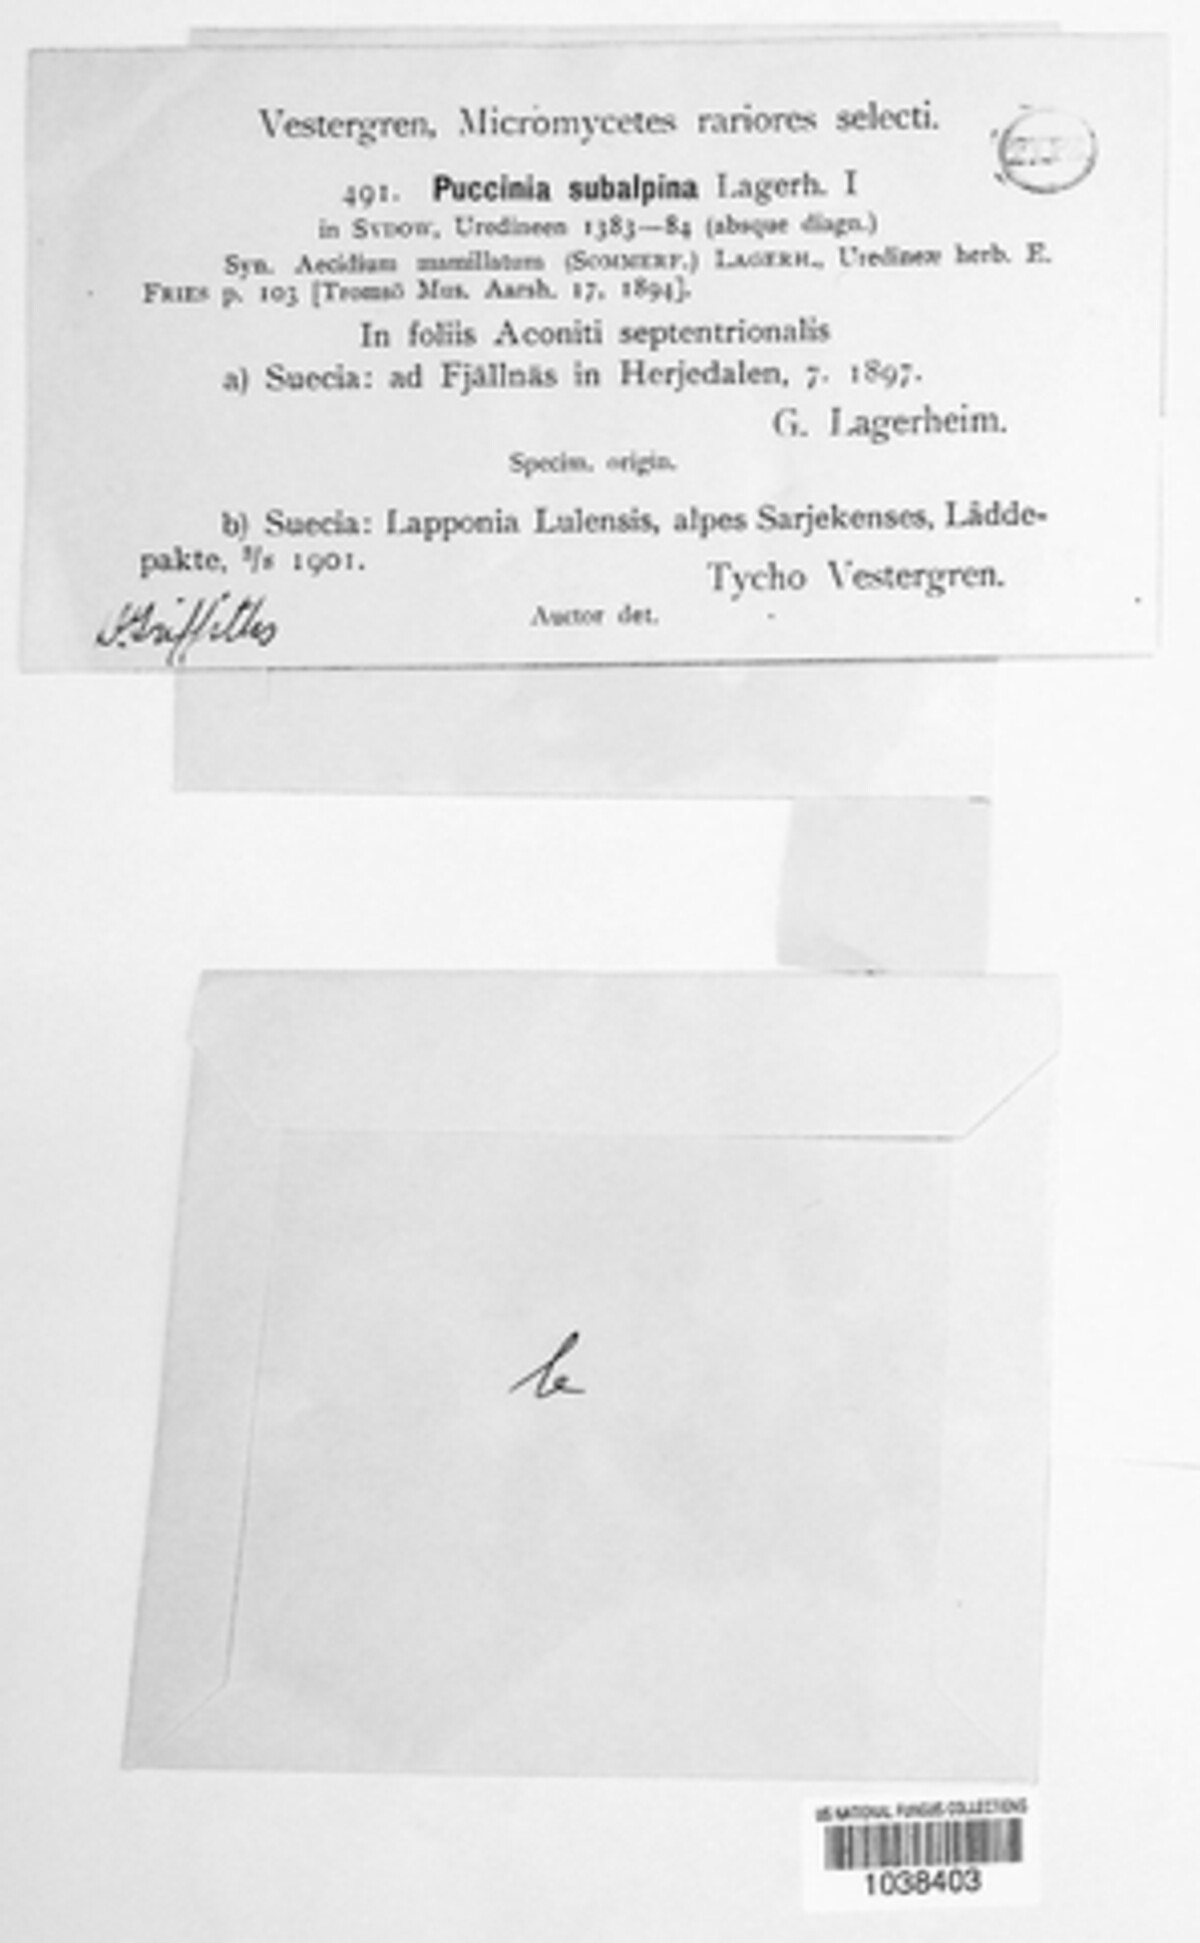 Vestergren, Micromycetes rariores selecti.
491. Puccinia subalpina Lagerh. I
in Sydow, Uredineen 1383—84 (absque diagn.)
Syn. Aecidium mamillatum (Sommerf.) Lagerh., Uredineæ herb. E.
Fries p. 103 [Tromsö Mus. Aarsh. 17, 1894].
In foliis Aconiti septentrionalis
a) Suecia: ad Fjällnäs in Herjedalen, 7. 1897.
G. Lagerheim.
Specim. origin.
b) Suecia: Lapponia Lulensis, alpes Sarjekenses, Lådde-
pakte, 3/8 1901.
Tycho Vestergren.
Auctor det.
D. Griffiths
US NATIONAL FUNGUS COLLECTIONS
1038403